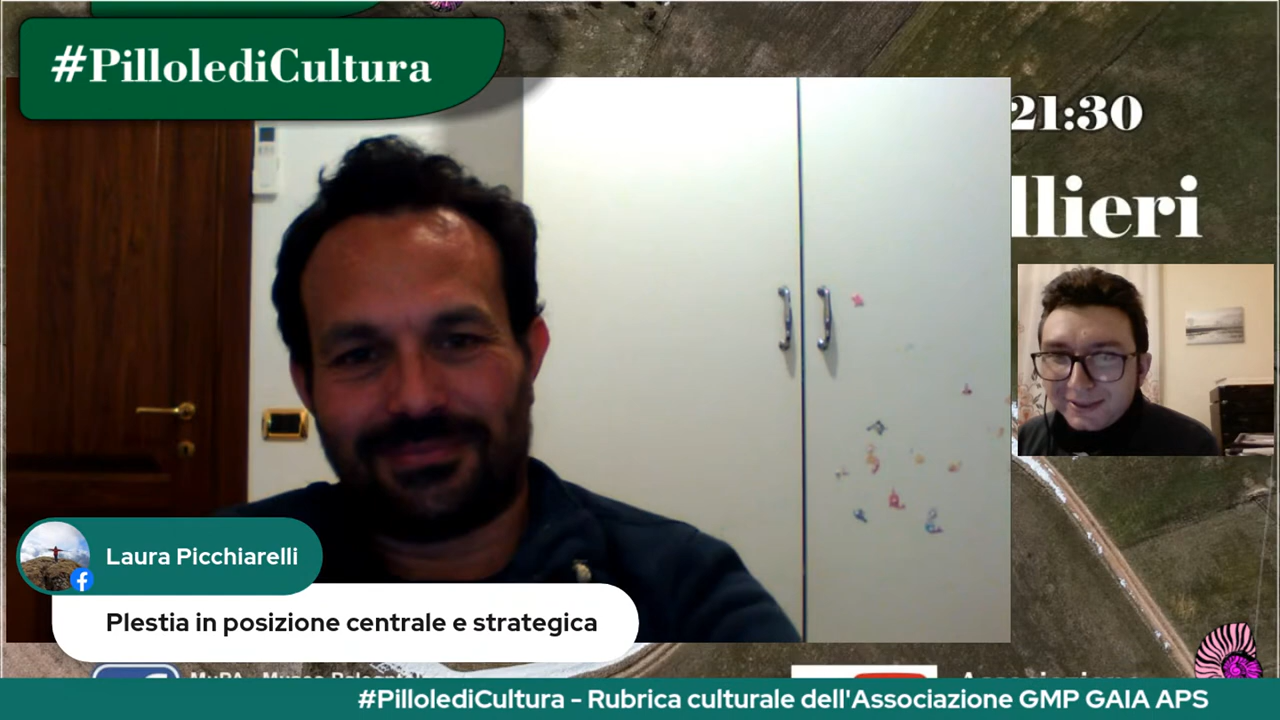 #PillolediCultura
21:30
llieri
Laura Picchiarelli
Plestia in posizione centrale e strategica
#PillolediCultura - Rubrica culturale dell'Associazione GMP GAIA APS